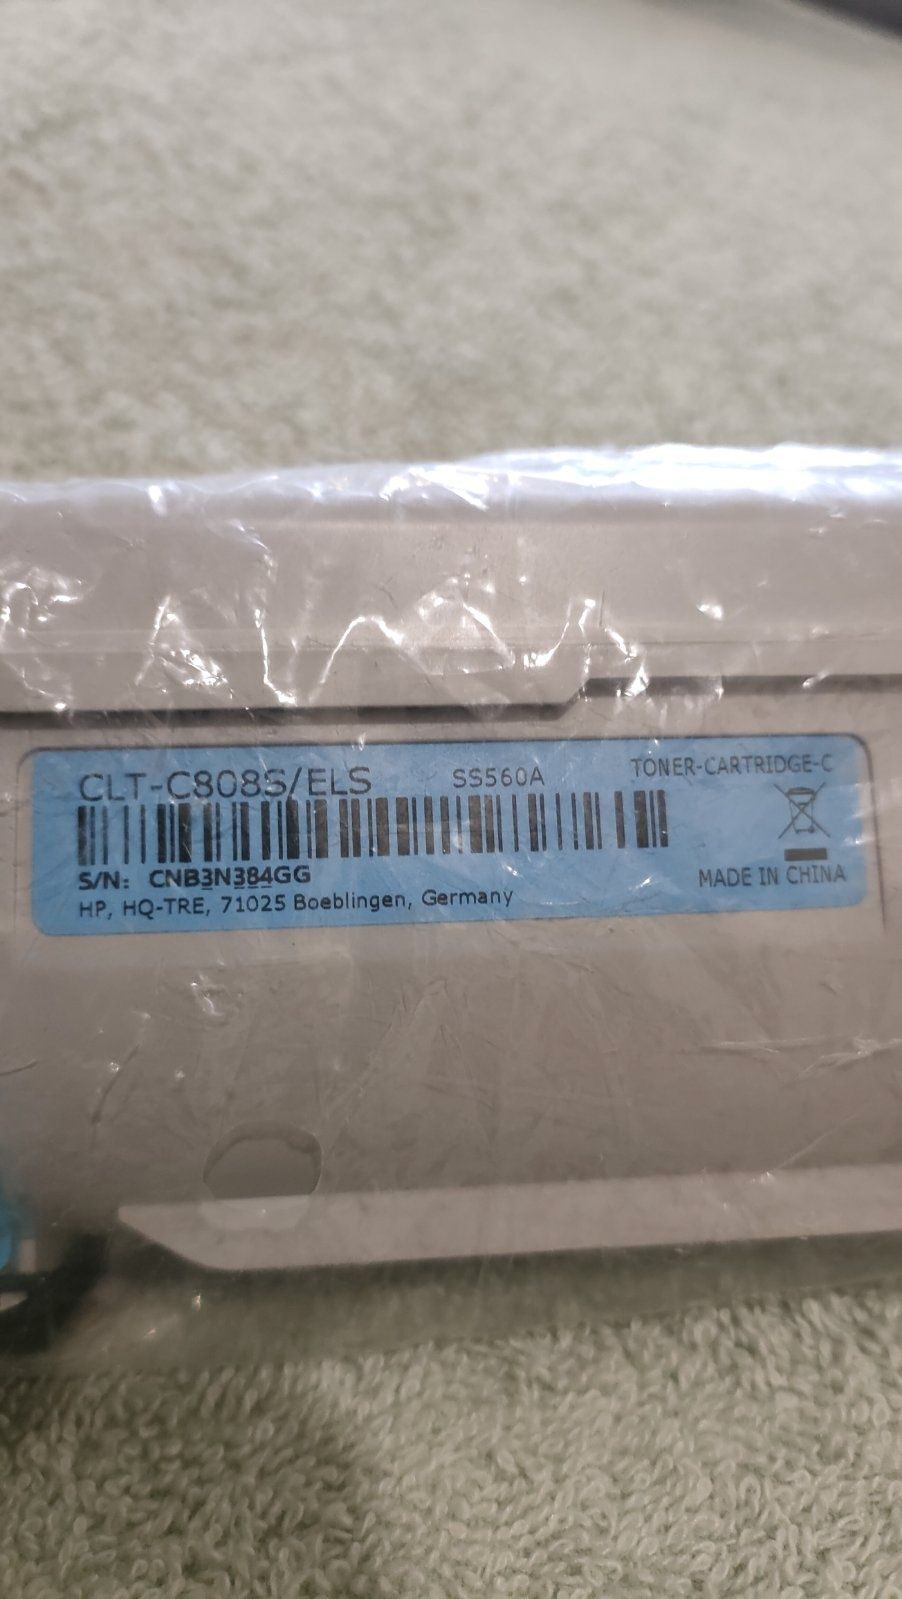 CLT-C808S/ELS SS560A TONER-CARTRIDGE-C
S/N: CNB3N384GG MADE IN CHINA
HP, HQ-TRE, 71025 Boeblingen, Germany